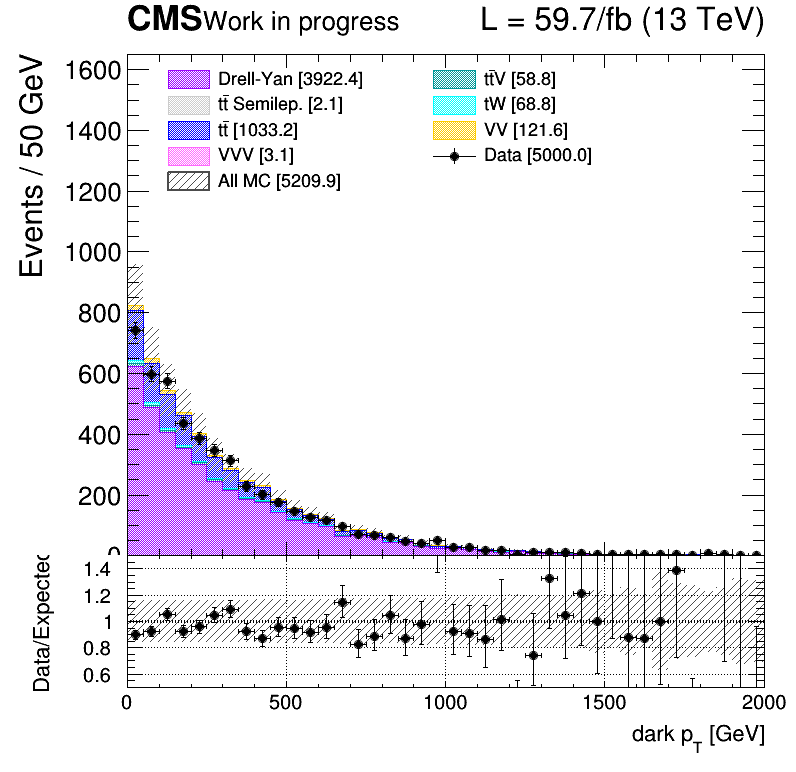 CMS Work in progress L = 59.7/fb (13 TeV)
Events / 50 GeV
1600
1400
1200
1000
800
600
400
200
0
Drell-Yan [3922.4]
tt̄ Semilep. [2.1]
tt̄ [1033.2]
VVV [3.1]
All MC [5209.9]
tt̄V [58.8]
tW [68.8]
VV [121.6]
Data [5000.0]
Data/Expected
1.4
1.2
1
0.8
0.6
0 500 1000 1500 2000
dark p_T [GeV]